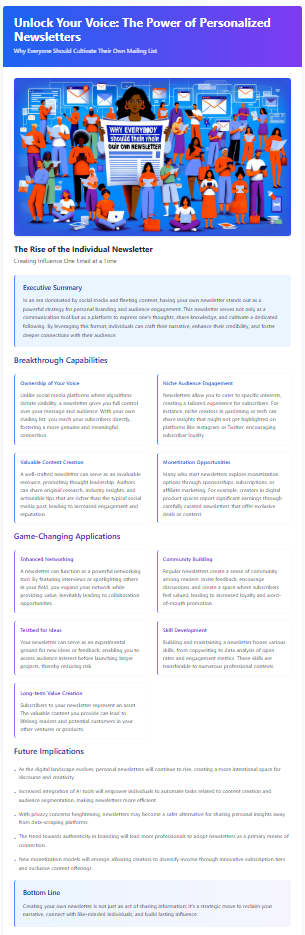 Unlock Your Voice: The Power of Personalized
Newsletters
Why Everyone Should Cultivate Their Own Mailing List
WHY EVERYBODY
should their their
OUR OWN NEWSLETTER
The Rise of the Individual Newsletter
Creating Influence One Email at a Time
Executive Summary
In an era dominated by social media and fleeting content, having your own newsletter stands out as a
powerful strategy for personal branding and audience engagement. This newsletter serves not only as a
communication tool but as a platform to express one's thoughts, share knowledge, and cultivate a dedicated
following. By leveraging this format, individuals can craft their narrative, enhance their credibility, and foster
deeper connections with their audience.
Breakthrough Capabilities
Ownership of Your Voice
Unlike social media platforms where algorithms
dictate visibility, a newsletter gives you full control
over your message and audience. With your own
mailing list, you reach your subscribers directly,
fostering a more genuine and meaningful
connection.
Niche Audience Engagement
Newsletters allow you to cater to specific interests,
creating a tailored experience for subscribers. For
instance, niche creators in gardening or tech can
share insights that might not get highlighted on
platforms like Instagram or Twitter, encouraging
subscriber loyalty.
Valuable Content Creation
A well-crafted newsletter can serve as an invaluable
resource, promoting thought leadership. Authors
can share original research, industry insights, and
actionable tips that are richer than the typical social
media post, leading to increased engagement and
reputation.
Monetization Opportunities
Many who start newsletters explore monetization
options through sponsorships, subscriptions, or
affiliate marketing. For example, creators in digital
product spaces report significant earnings through
carefully curated newsletters that offer exclusive
deals or content.
Game-Changing Applications
Enhanced Networking
A newsletter can function as a powerful networking
tool. By featuring interviews or spotlighting others
in your field, you expand your network while
providing value, inevitably leading to collaboration
opportunities.
Community Building
Regular newsletters create a sense of community
among readers. Invite feedback, encourage
discussions, and create a space where subscribers
feel valued, leading to increased loyalty and word-
of-mouth promotion.
Testbed for Ideas
Your newsletter can serve as an experimental
ground for new ideas or feedback, enabling you to
assess audience interest before launching larger
projects, thereby reducing risk.
Skill Development
Building and maintaining a newsletter hones various
skills, from copywriting to data analysis of open
rates and engagement metrics. These skills are
transferable to numerous professional contexts.
Long-term Value Creation
Subscribers to your newsletter represent an asset.
The valuable content you provide can lead to
lifelong readers and potential customers in your
other ventures or products.
Future Implications
As the digital landscape evolves, personal newsletters will continue to rise, creating a more intentional space for
discourse and creativity.
Increased integration of AI tools will empower individuals to automate tasks related to content creation and
audience segmentation, making newsletters more efficient.
With privacy concerns heightening, newsletters may become a safer alternative for sharing personal insights away
from data-scraping platforms.
The trend towards authenticity in branding will lead more professionals to adopt newsletters as a primary means of
connection.
New monetization models will emerge, allowing creators to diversify income through innovative subscription tiers
and exclusive content offerings.
Bottom Line
Creating your own newsletter is not just an act of sharing information; it's a strategic move to reclaim your
narrative, connect with like-minded individuals, and build lasting influence.